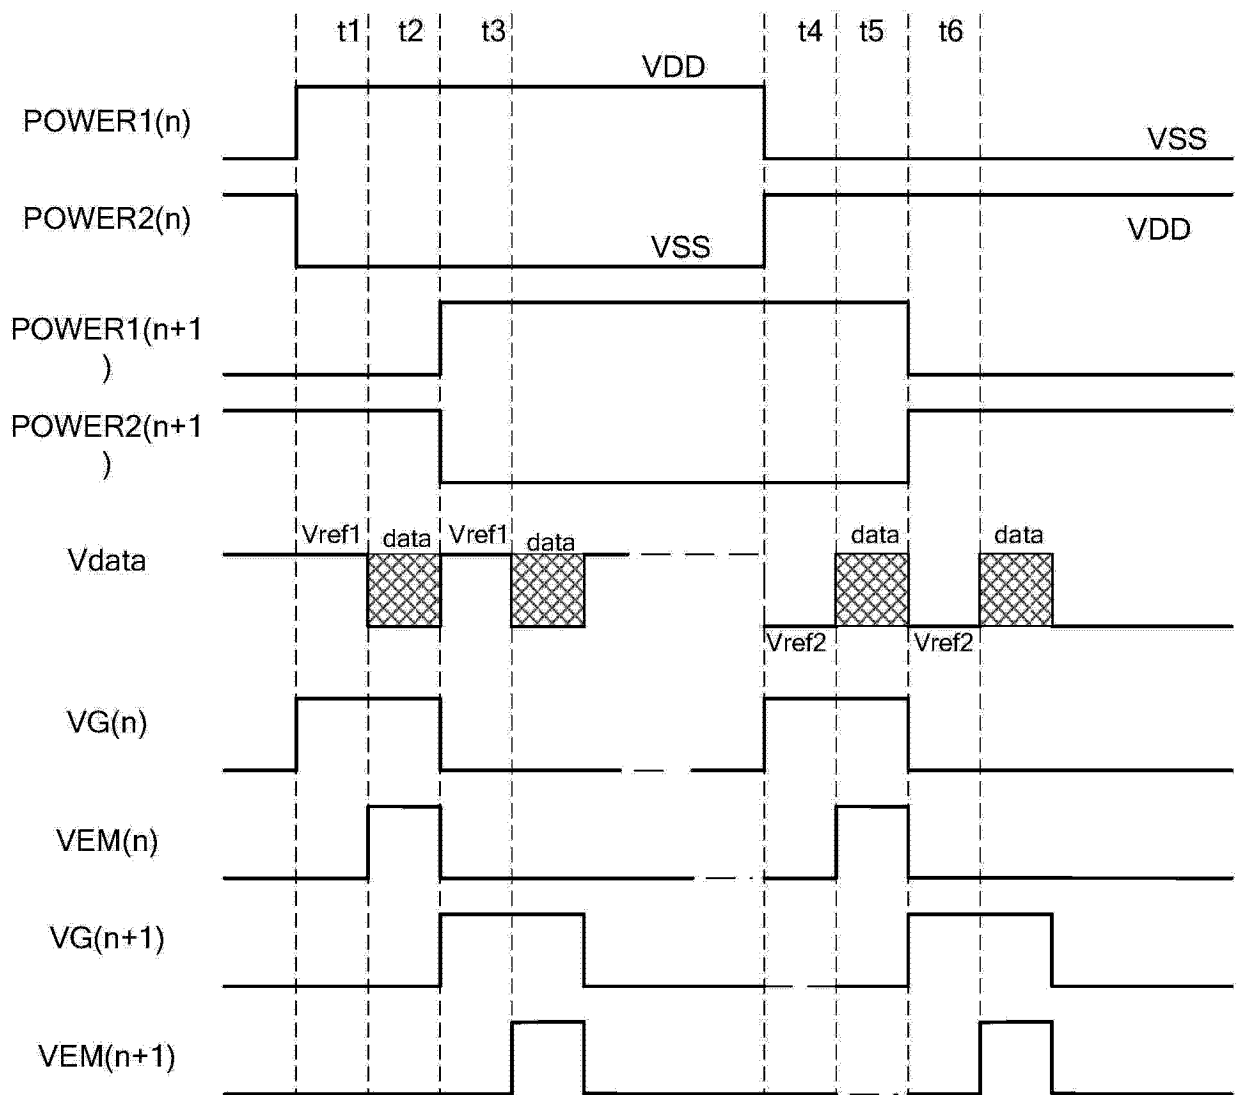 t1 t2 t3 t4 t5 t6
VDD
POWER1(n)
VSS
POWER2(n)
VDD
VSS
POWER1(n+1
)
POWER2(n+1
)
Vref1 data Vref1 data data data
Vdata
Vref2 Vref2
VG(n)
VEM(n)
VG(n+1)
VEM(n+1)